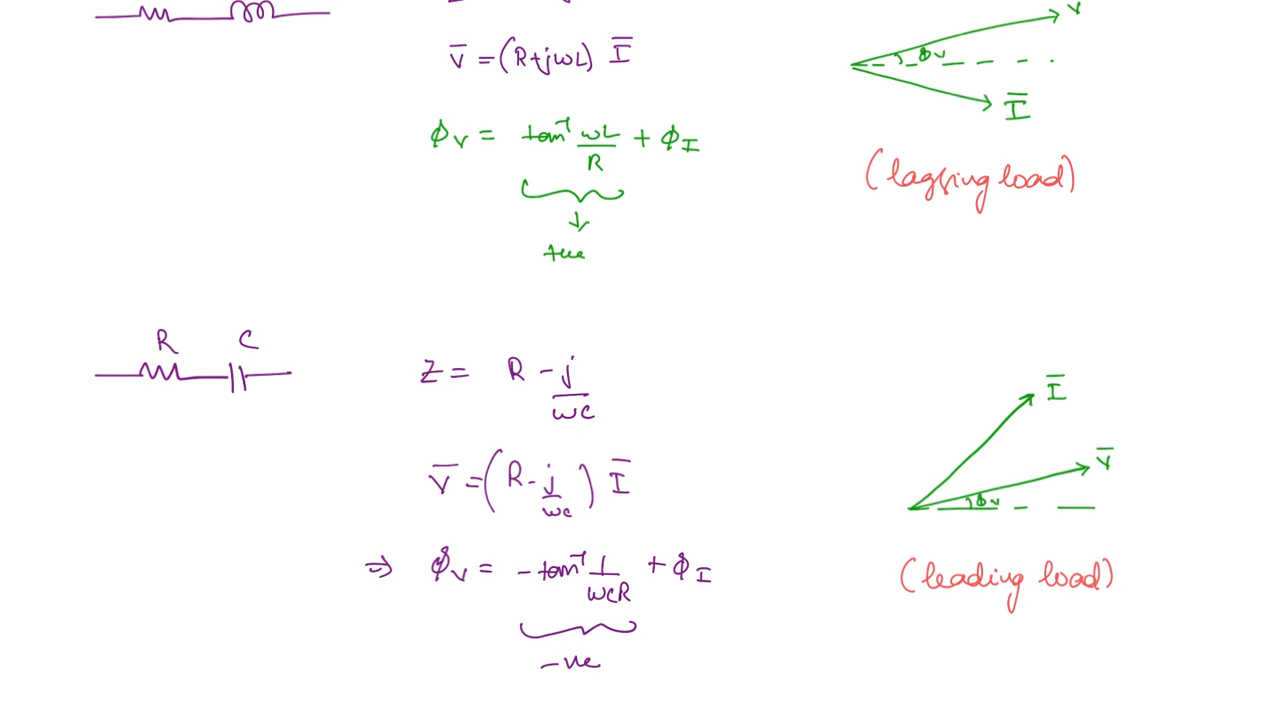 V
V̄ = (R+jωL) Ī
ϕv
Ī
ϕV = tan⁻¹ ωL/R + ϕI
(lagging load)
+ve
R C
Z = R - j/ωC
Ī
V̄
V̄ = (R - j/ωc) Ī
ϕv
⇒ ϕV = -tan⁻¹ 1/ωCR + ϕI
(leading load)
-ve